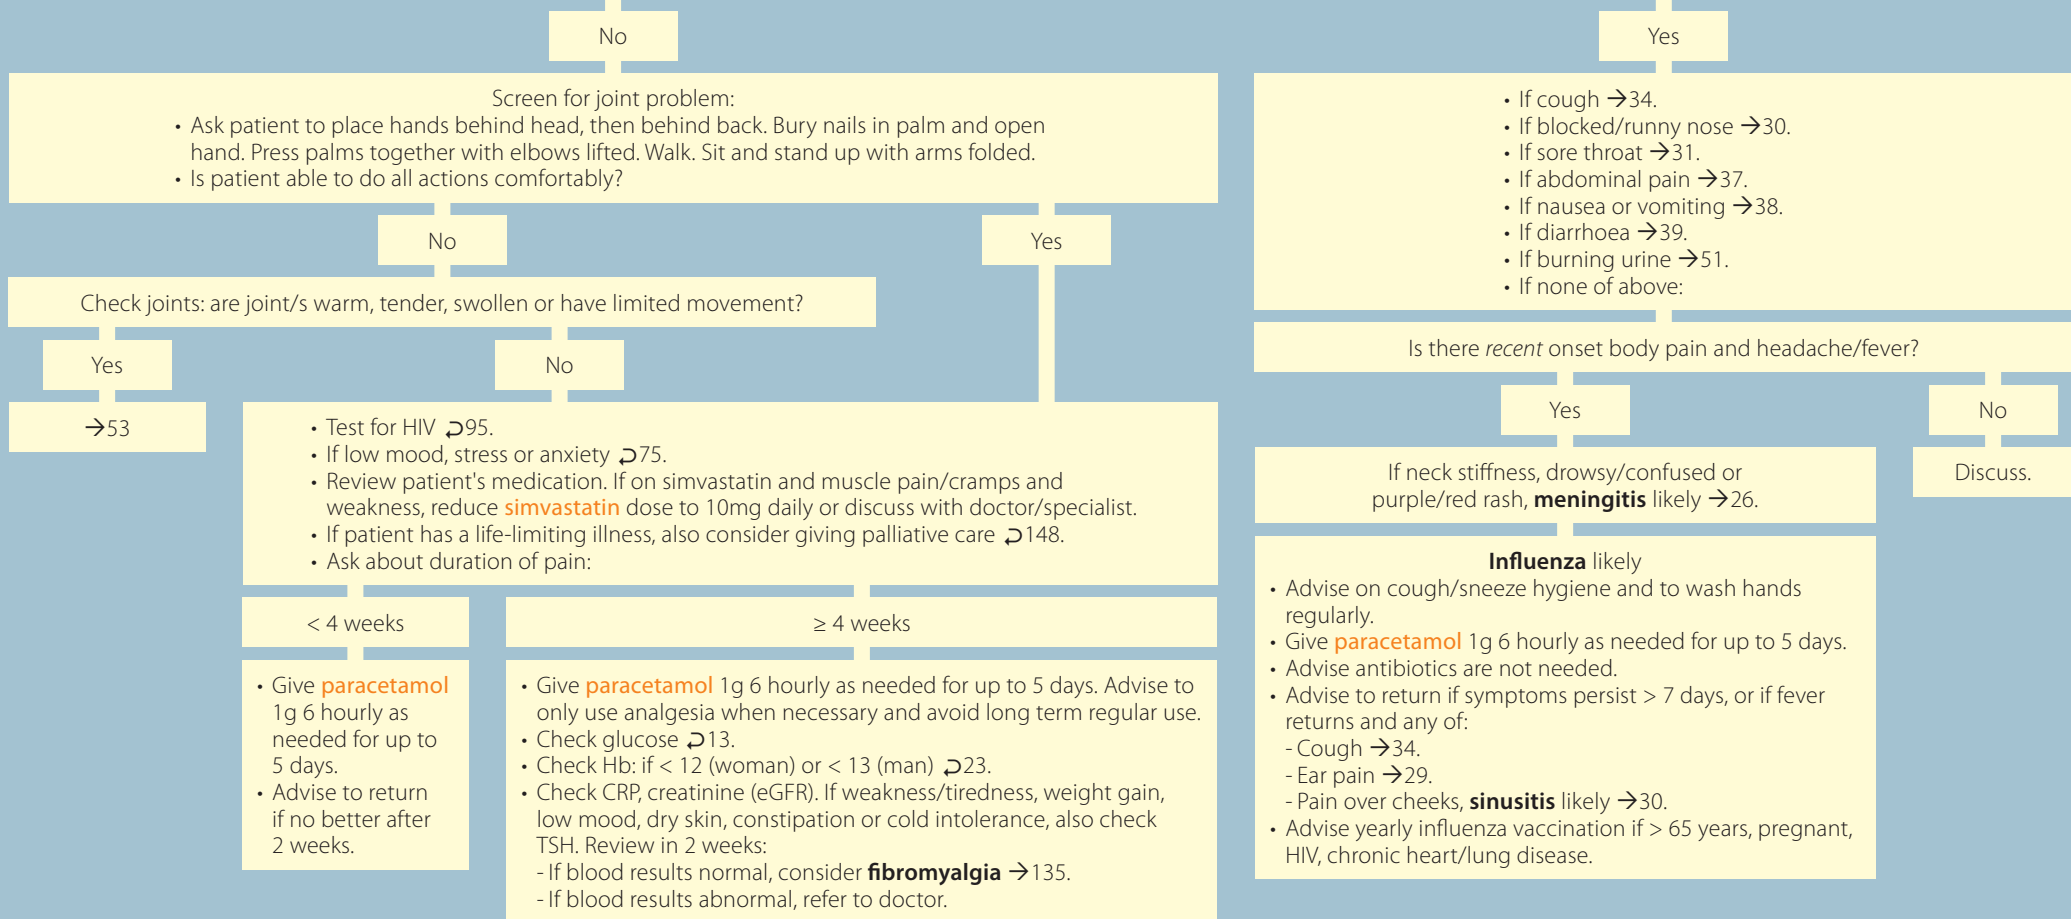 No
Screen for joint problem:
• Ask patient to place hands behind head, then behind back. Bury nails in palm and open
hand. Press palms together with elbows lifted. Walk. Sit and stand up with arms folded.
• Is patient able to do all actions comfortably?
No
Yes
Check joints: are joint/s warm, tender, swollen or have limited movement?
Yes
No
→53
• Test for HIV ⮌95.
• If low mood, stress or anxiety ⮌75.
• Review patient's medication. If on simvastatin and muscle pain/cramps and
weakness, reduce simvastatin dose to 10mg daily or discuss with doctor/specialist.
• If patient has a life-limiting illness, also consider giving palliative care ⮌148.
• Ask about duration of pain:
< 4 weeks
≥ 4 weeks
• Give paracetamol
1g 6 hourly as
needed for up to
5 days.
• Advise to return
if no better after
2 weeks.
• Give paracetamol 1g 6 hourly as needed for up to 5 days. Advise to
only use analgesia when necessary and avoid long term regular use.
• Check glucose ⮌13.
• Check Hb: if < 12 (woman) or < 13 (man) ⮌23.
• Check CRP, creatinine (eGFR). If weakness/tiredness, weight gain,
low mood, dry skin, constipation or cold intolerance, also check
TSH. Review in 2 weeks:
- If blood results normal, consider fibromyalgia →135.
- If blood results abnormal, refer to doctor.
Yes
• If cough →34.
• If blocked/runny nose →30.
• If sore throat →31.
• If abdominal pain →37.
• If nausea or vomiting →38.
• If diarrhoea →39.
• If burning urine →51.
• If none of above:
Is there recent onset body pain and headache/fever?
Yes
No
If neck stiffness, drowsy/confused or
purple/red rash, meningitis likely →26.
Discuss.
Influenza likely
• Advise on cough/sneeze hygiene and to wash hands
regularly.
• Give paracetamol 1g 6 hourly as needed for up to 5 days.
• Advise antibiotics are not needed.
• Advise to return if symptoms persist > 7 days, or if fever
returns and any of:
- Cough →34.
- Ear pain →29.
- Pain over cheeks, sinusitis likely →30.
• Advise yearly influenza vaccination if > 65 years, pregnant,
HIV, chronic heart/lung disease.